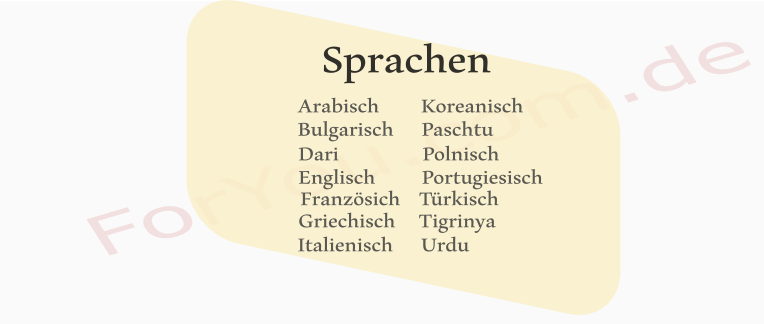 Sprachen
Arabisch
Bulgarisch
Dari
Englisch
Französich
Griechisch
Italienisch
Koreanisch
Paschtu
Polnisch
Portugiesisch
Türkisch
Tigrinya
Urdu
ForYou.com.de